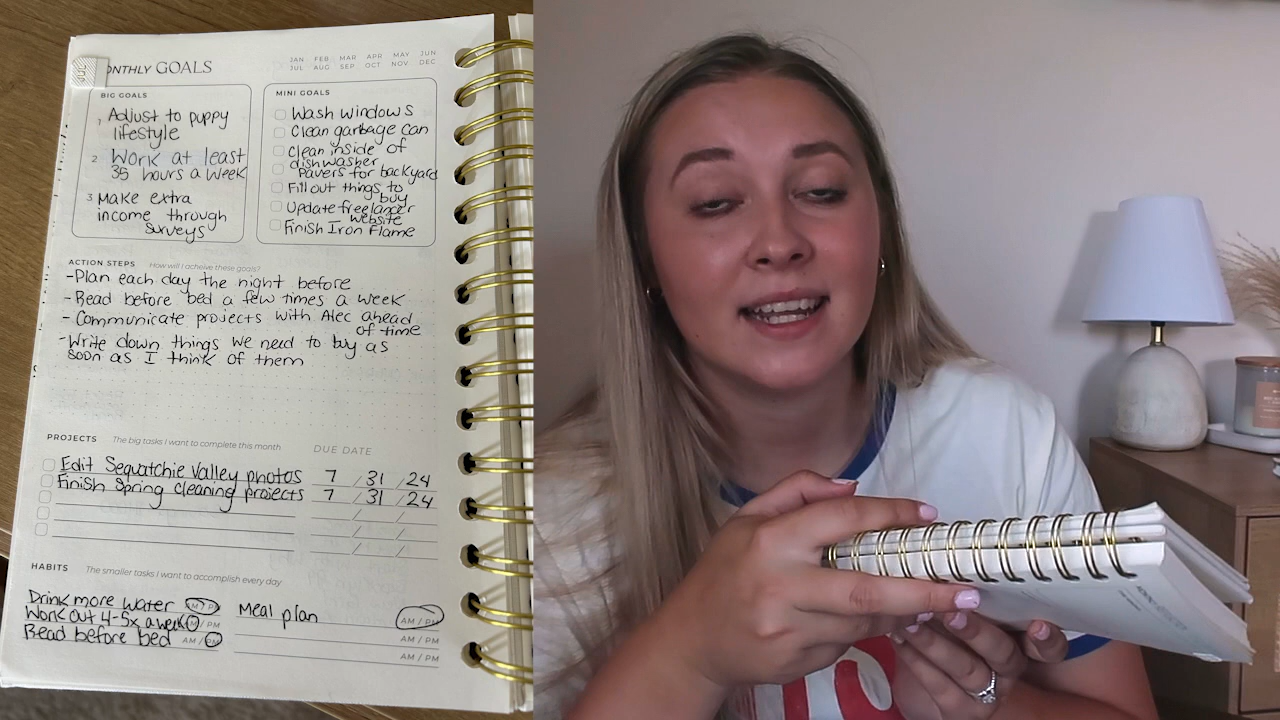 MONTHLY GOALS
JAN FEB MAR APR MAY JUN
JUL AUG SEP OCT NOV DEC
BIG GOALS
1 Adjust to puppy
lifestyle
2 Work at least
35 hours a week
3 Make extra
income through
surveys
MINI GOALS
Wash windows
Clean garbage can
Clean inside of
dishwasher
Pavers for backyard
Fill out things to
buy
Update freelancer
website
Finish Iron Flame
ACTION STEPS How will I acheive these goals?
-Plan each day the night before
-Read before bed a few times a week
-Communicate projects with Alec ahead
of time
-Write down things we need to buy as
soon as I think of them
PROJECTS The big tasks I want to complete this month DUE DATE
Edit Sequatchie Valley photos 7/31/24
Finish Spring cleaning projects 7/31/24
HABITS The smaller tasks I want to accomplish every day
Drink more water AM/PM Meal plan AM/PM
Work out 4-5x a week AM/PM AM/PM
Read before bed AM/PM AM/PM